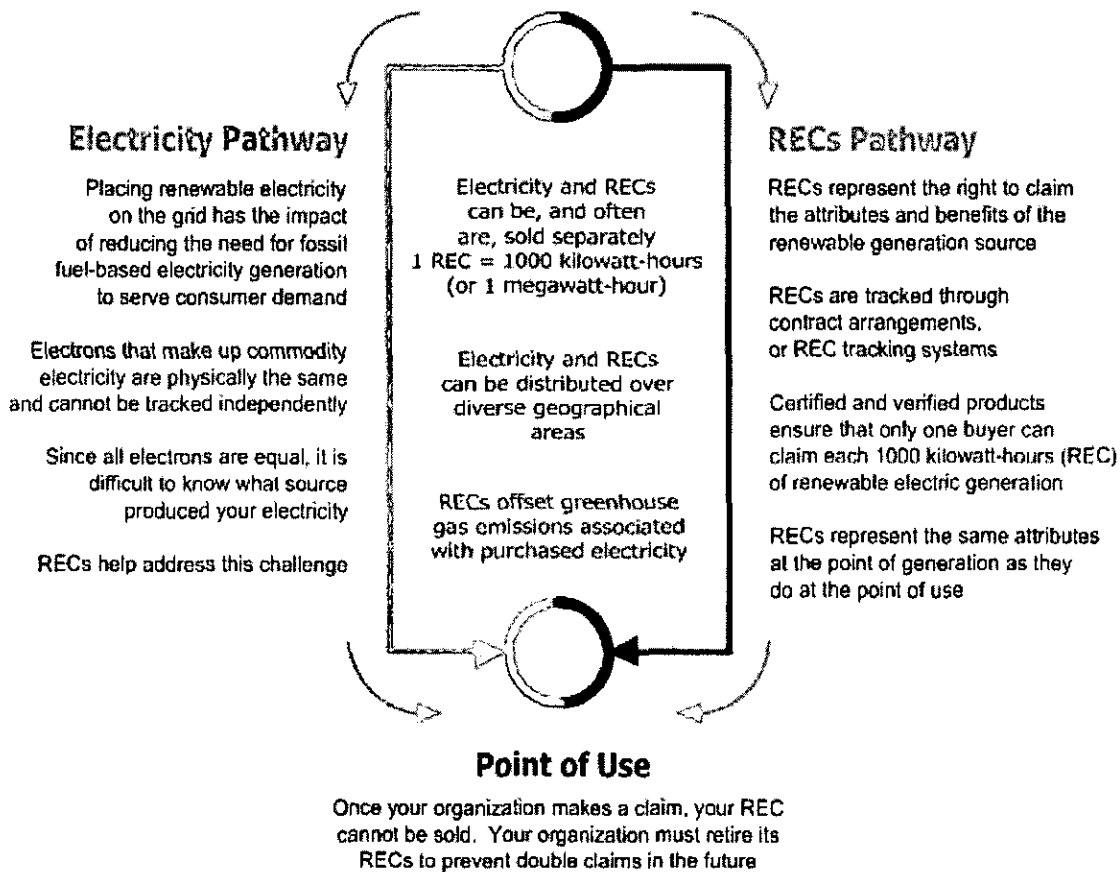 Electricity Pathway
Placing renewable electricity
on the grid has the impact
of reducing the need for fossil
fuel-based electricity generation
to serve consumer demand
Electrons that make up commodity
electricity are physically the same
and cannot be tracked independently
Since all electrons are equal, it is
difficult to know what source
produced your electricity
RECs help address this challenge
Electricity and RECs
can be, and often
are, sold separately
1 REC = 1000 kilowatt-hours
(or 1 megawatt-hour)
Electricity and RECs
can be distributed over
diverse geographical
areas
RECs offset greenhouse
gas emissions associated
with purchased electricity
RECs Pathway
RECs represent the right to claim
the attributes and benefits of the
renewable generation source
RECs are tracked through
contract arrangements,
or REC tracking systems
Certified and verified products
ensure that only one buyer can
claim each 1000 kilowatt-hours (REC)
of renewable electric generation
RECs represent the same attributes
at the point of generation as they
do at the point of use
Point of Use
Once your organization makes a claim, your REC
cannot be sold. Your organization must retire its
RECs to prevent double claims in the future